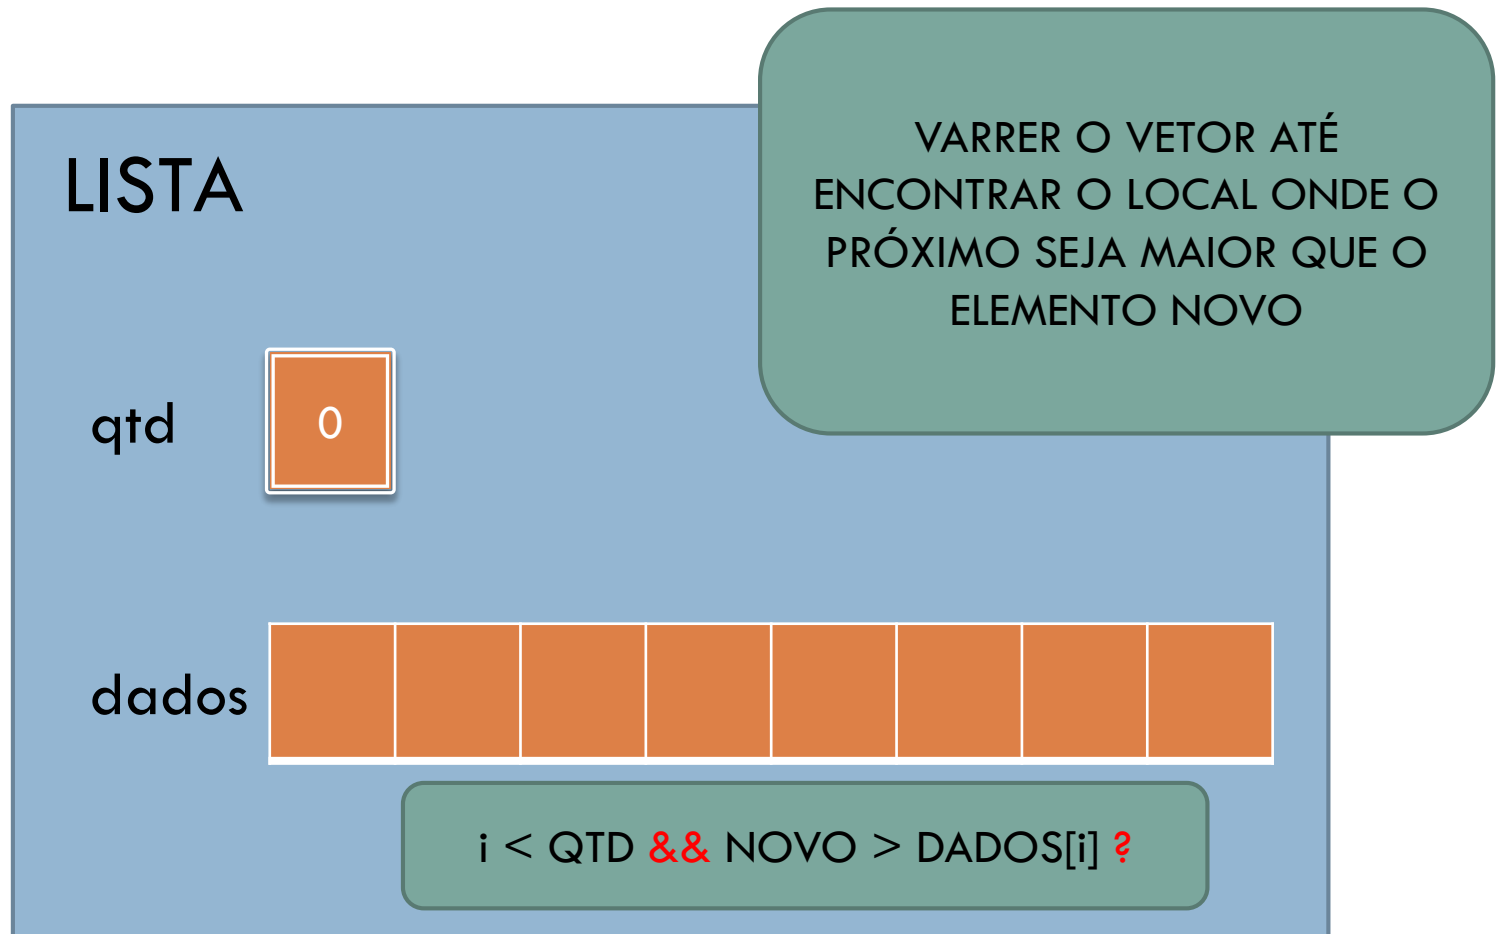 VARRER O VETOR ATÉ
ENCONTRAR O LOCAL ONDE O
PRÓXIMO SEJA MAIOR QUE O
ELEMENTO NOVO
LISTA
qtd 0
dados
i < QTD && NOVO > DADOS[i] ?